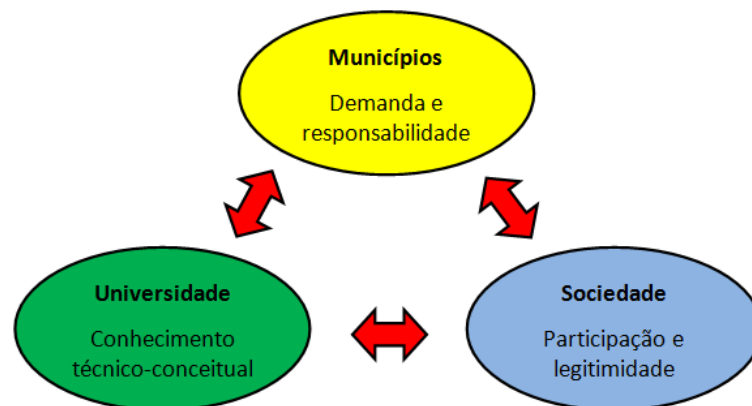 Municípios
Demanda e
responsabilidade
Universidade
Conhecimento
técnico-conceitual
Sociedade
Participação e
legitimidade